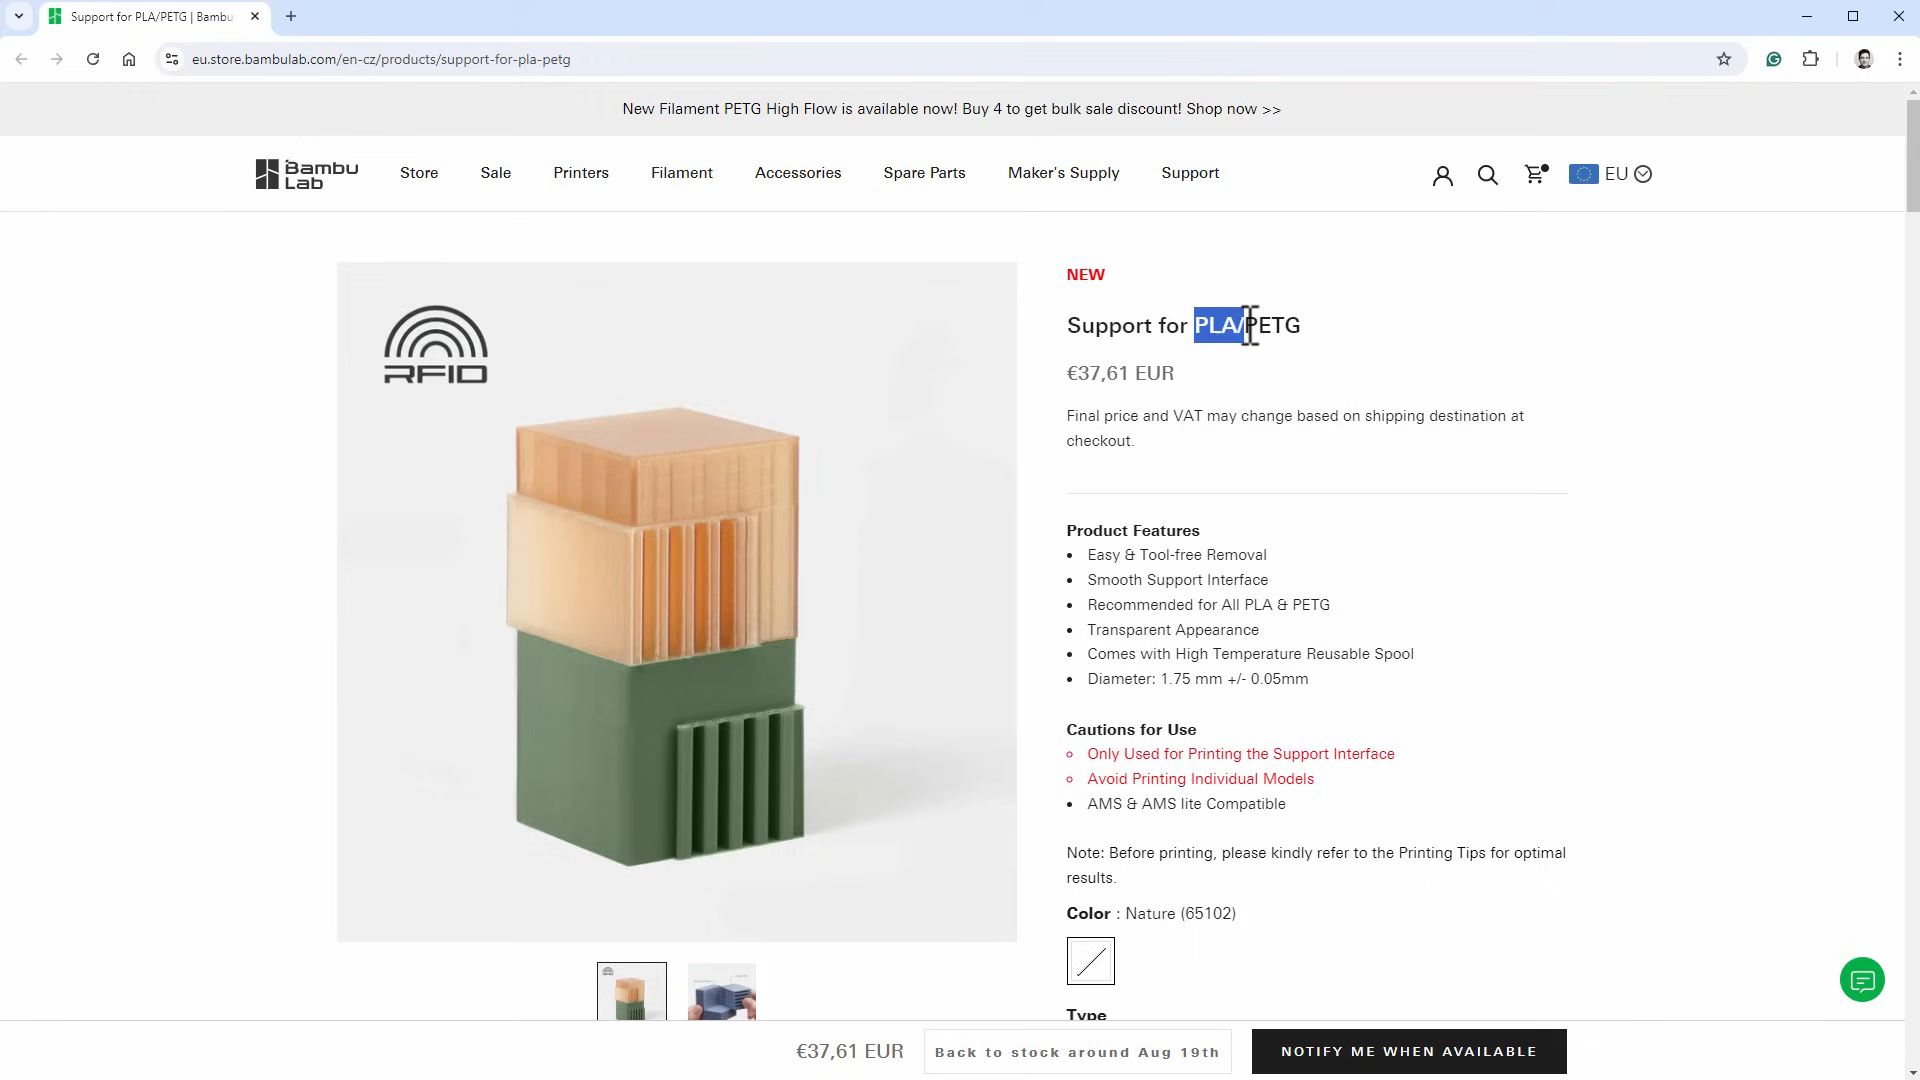 Support for PLA/PETG | Bambu
eu.store.bambulab.com/en-cz/products/support-for-pla-petg
New Filament PETG High Flow is available now! Buy 4 to get bulk sale discount! Shop now >>
Bambu Lab
Store
Sale
Printers
Filament
Accessories
Spare Parts
Maker's Supply
Support
EU
RFID
NEW
Support for PLA/PETG
€37,61 EUR
Final price and VAT may change based on shipping destination at
checkout.
Product Features
Easy & Tool-free Removal
Smooth Support Interface
Recommended for All PLA & PETG
Transparent Appearance
Comes with High Temperature Reusable Spool
Diameter: 1.75 mm +/- 0.05mm
Cautions for Use
Only Used for Printing the Support Interface
Avoid Printing Individual Models
AMS & AMS lite Compatible
Note: Before printing, please kindly refer to the Printing Tips for optimal
results.
Color : Nature (65102)
Type
€37,61 EUR
Back to stock around Aug 19th
NOTIFY ME WHEN AVAILABLE